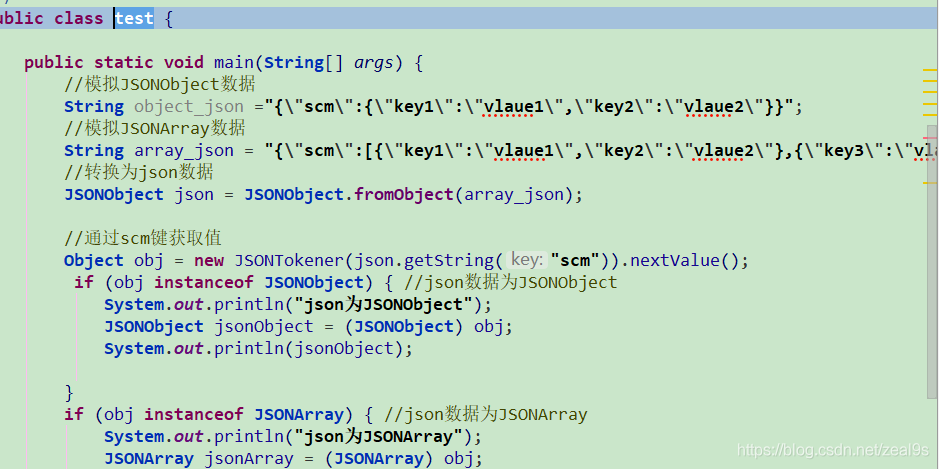 ublic class test {
public static void main(String[] args) {
//模拟JSONObject数据
String object_json ="{\"scm\":{\"key1\":\"vlaue1\",\"key2\":\"vlaue2\"}}";
//模拟JSONArray数据
String array_json = "{\"scm\":[{\"key1\":\"vlaue1\",\"key2\":\"vlaue2\"},{\"key3\":\"vla
//转换为json数据
JSONObject json = JSONObject.fromObject(array_json);
//通过scm键获取值
Object obj = new JSONTokener(json.getString( key: "scm")).nextValue();
if (obj instanceof JSONObject) { //json数据为JSONObject
System.out.println("json为JSONObject");
JSONObject jsonObject = (JSONObject) obj;
System.out.println(jsonObject);
}
if (obj instanceof JSONArray) { //json数据为JSONArray
System.out.println("json为JSONArray");
JSONArray jsonArray = (JSONArray) obj;
https://blog.csdn.net/zeal9s